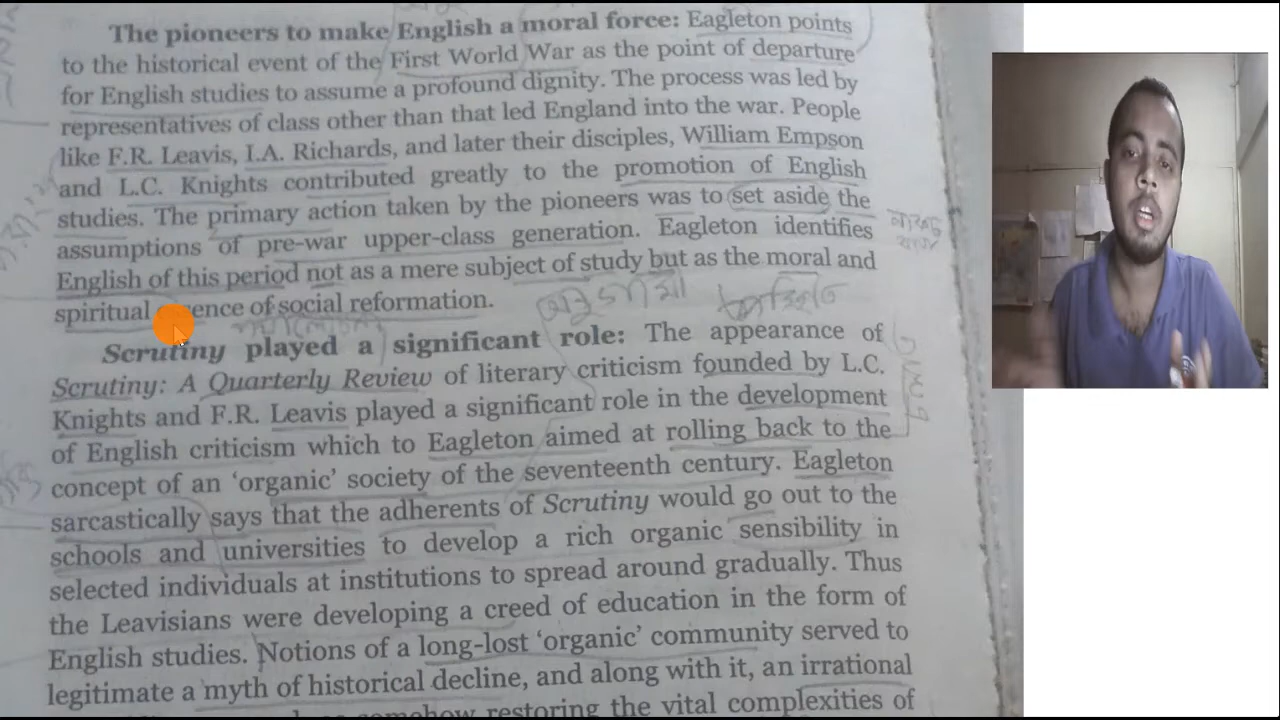 The pioneers to make English a moral force: Eagleton points
to the historical event of the First World War as the point of departure
for English studies to assume a profound dignity. The process was led by
representatives of class other than that led England into the war. People
like F.R. Leavis, I.A. Richards, and later their disciples, William Empson
and L.C. Knights contributed greatly to the promotion of English
studies. The primary action taken by the pioneers was to set aside the
assumptions of pre-war upper-class generation. Eagleton identifies
English of this period not as a mere subject of study but as the moral and
spiritual of social reformation.
Scrutiny played a significant role: The appearance of
Scrutiny: A Quarterly Review of literary criticism founded by L.C.
Knights and F.R. Leavis played a significant role in the development
of English criticism which to Eagleton aimed at rolling back to the
concept of an 'organic' society of the seventeenth century. Eagleton
sarcastically says that the adherents of Scrutiny would go out to the
schools and universities to develop a rich organic sensibility in
selected individuals at institutions to spread around gradually. Thus
the Leavisians were developing a creed of education in the form of
English studies. Notions of a long-lost 'organic' community served to
legitimate a myth of historical decline, and along with it, an irrational
somehow restoring the vital complexities of